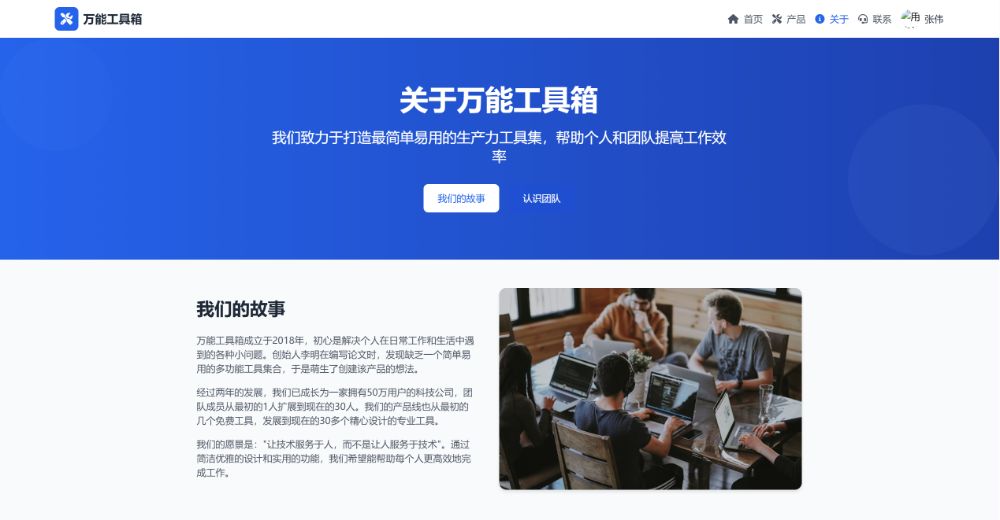 万能工具箱
首页 产品 关于 联系 用 张伟
关于万能工具箱
我们致力于打造最简单易用的生产力工具集，帮助个人和团队提高工作效
率
我们的故事 认识团队
我们的故事
万能工具箱成立于2018年，初心是解决个人在日常工作和生活中遇
到的各种小问题。创始人李明在编写论文时，发现缺乏一个简单易
用的多功能工具集合，于是萌生了创建该产品的想法。
经过两年的发展，我们已成长为一家拥有50万用户的科技公司，团
队成员从最初的1人扩展到现在的30人。我们的产品线也从最初的
几个免费工具，发展到现在的30多个精心设计的专业工具。
我们的愿景是："让技术服务于人，而不是让人服务于技术"。通过
简洁优雅的设计和实用的功能，我们希望能帮助每个人更高效地完
成工作。